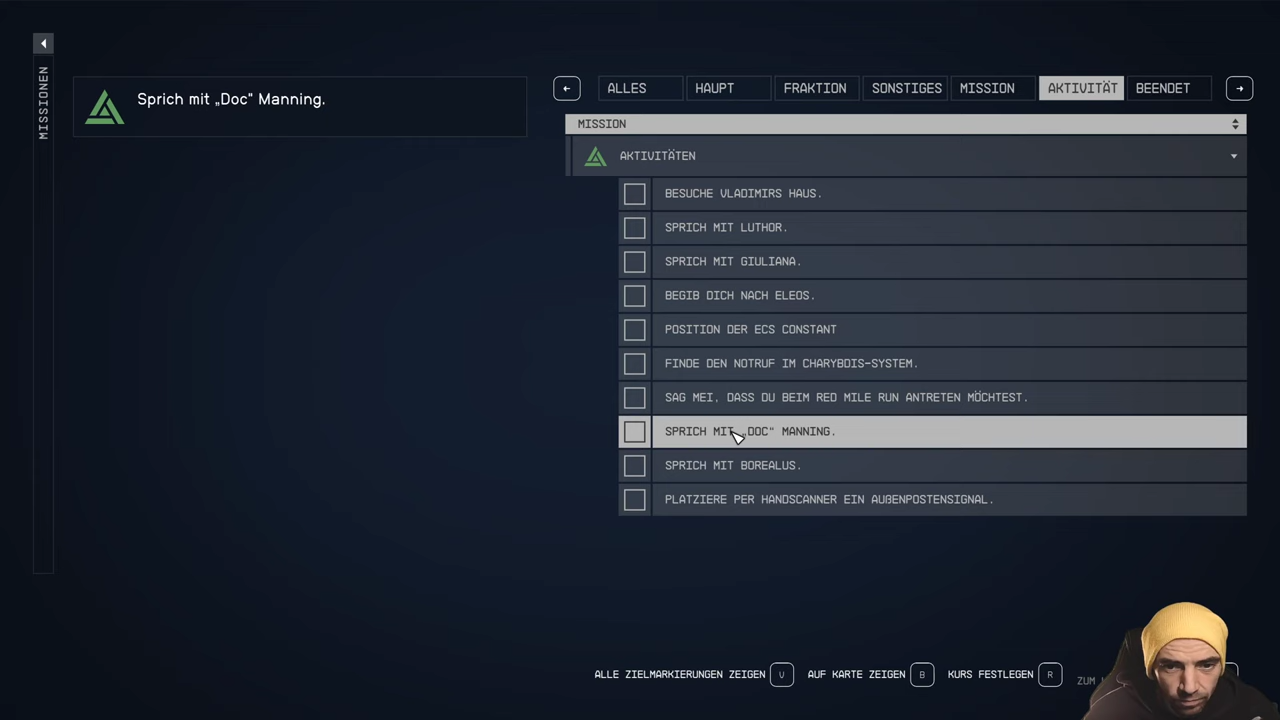 MISSIONEN
Sprich mit „Doc" Manning.
ALLES HAUPT FRAKTION SONSTIGES MISSION AKTIVITÄT BEENDET
MISSION
AKTIVITÄTEN
BESUCHE VLADIMIRS HAUS.
SPRICH MIT LUTHOR.
SPRICH MIT GIULIANA.
BEGIB DICH NACH ELEOS.
POSITION DER ECS CONSTANT
FINDE DEN NOTRUF IM CHARYBDIS-SYSTEM.
SAG MEI, DASS DU BEIM RED MILE RUN ANTRETEN MÖCHTEST.
SPRICH MIT „DOC" MANNING.
SPRICH MIT BOREALUS.
PLATZIERE PER HANDSCANNER EIN AUẞENPOSTENSIGNAL.
ALLE ZIELMARKIERUNGEN ZEIGEN V AUF KARTE ZEIGEN B KURS FESTLEGEN R ZUM